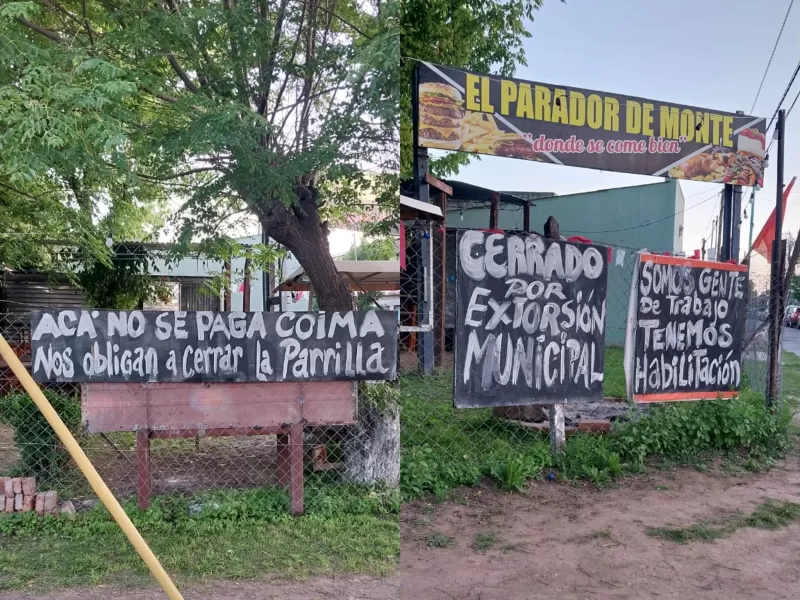 ACA' NO SE PAGA COIMA
Nos obligan a cerrar la Parrilla
EL PARADOR DE MONTE
"donde se come bien"
CERRADO
POR
EXTORSIÓN
MUNICIPAL
SOMOS GENTE
De Trabajo
TENEMOS
HabiLiTación